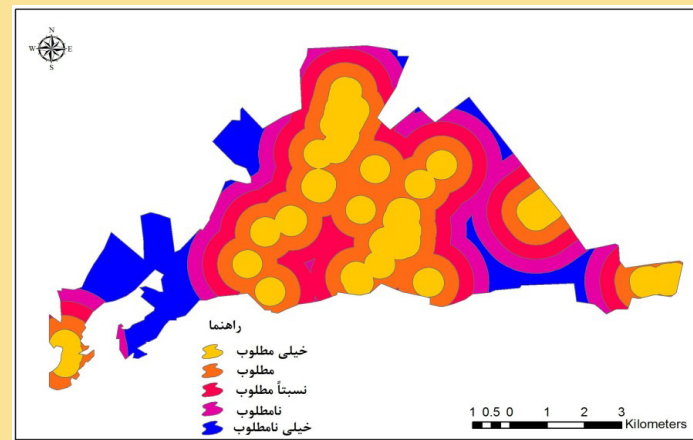 N
W E
S
راهنما
خیلی مطلوب
مطلوب
نسبتاً مطلوب
نامطلوب
خیلی نامطلوب
1 0.5 0 1 2 3
Kilometers